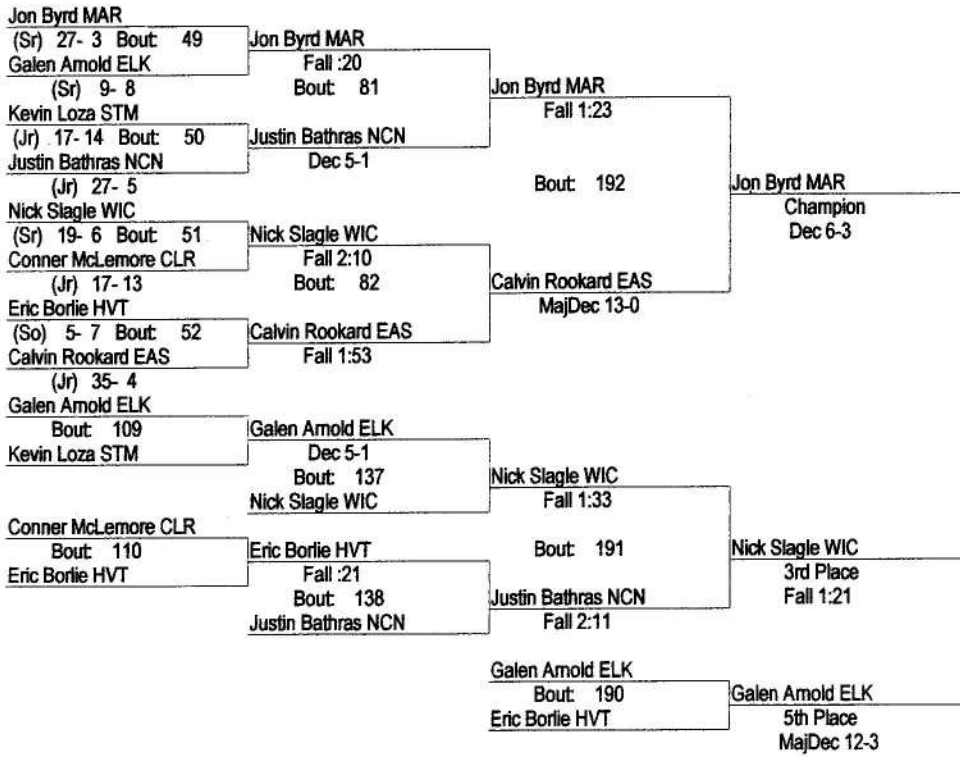 Jon Byrd MAR
(Sr) 27- 3 Bout: 49
Galen Arnold ELK
(Sr) 9- 8
Kevin Loza STM
(Jr) 17- 14 Bout: 50
Justin Bathras NCN
(Jr) 27- 5
Nick Slagle WIC
(Sr) 19- 6 Bout: 51
Conner McLemore CLR
(Jr) 17- 13
Eric Borlie HVT
(So) 5- 7 Bout: 52
Calvin Rookard EAS
(Jr) 35- 4
Galen Arnold ELK
Bout: 109
Kevin Loza STM
Conner McLemore CLR
Bout: 110
Eric Borlie HVT
Jon Byrd MAR
Fall :20
Bout: 81
Justin Bathras NCN
Dec 5-1
Nick Slagle WIC
Fall 2:10
Bout: 82
Calvin Rookard EAS
Fall 1:53
Galen Arnold ELK
Dec 5-1
Bout: 137
Nick Slagle WIC
Eric Borlie HVT
Fall :21
Bout: 138
Justin Bathras NCN
Jon Byrd MAR
Fall 1:23
Bout: 192
Calvin Rookard EAS
MajDec 13-0
Nick Slagle WIC
Fall 1:33
Bout: 191
Justin Bathras NCN
Fall 2:11
Galen Arnold ELK
Bout: 190
Eric Borlie HVT
Jon Byrd MAR
Champion
Dec 6-3
Nick Slagle WIC
3rd Place
Fall 1:21
Galen Arnold ELK
5th Place
MajDec 12-3